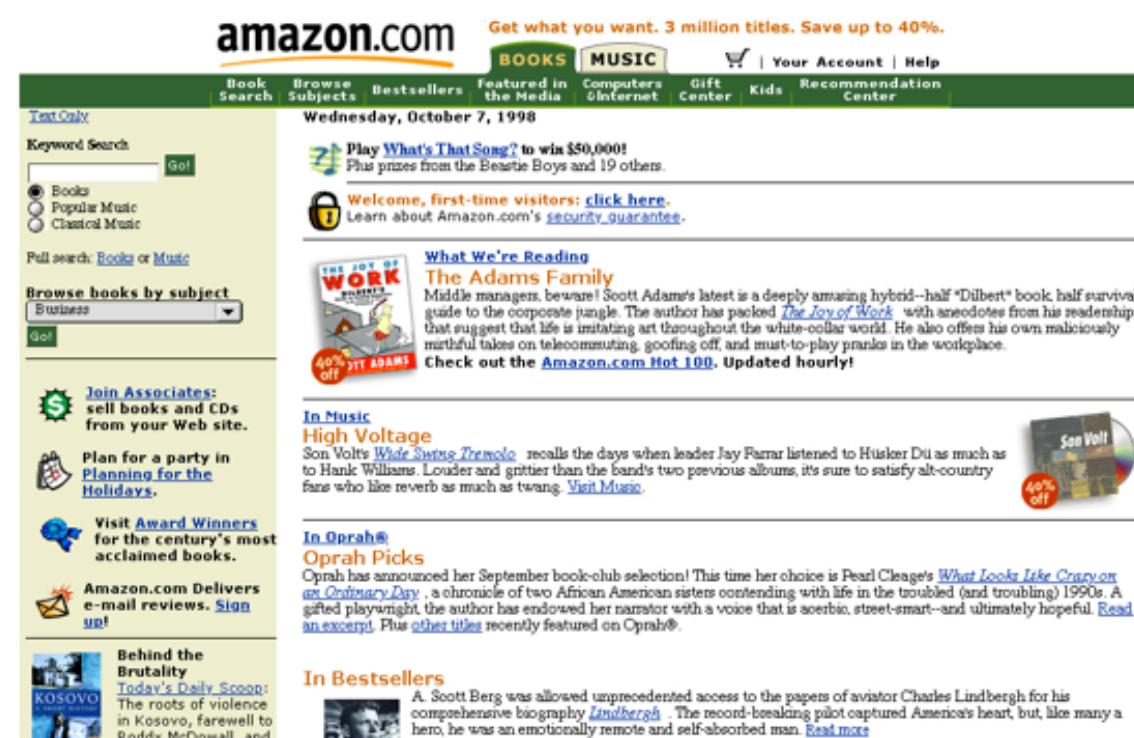 amazon.com
Get what you want. 3 million titles. Save up to 40%.
BOOKS
MUSIC
| Your Account | Help
Book Search
Browse Subjects
Bestsellers
Featured in the Media
Computers & Internet
Gift Center
Kids
Recommendation Center
Text Only
Keyword Search
Go!
Books
Popular Music
Classical Music
Full search: Books or Music
Browse books by subject
Business
Go!
Join Associates:
sell books and CDs
from your Web site.
Plan for a party in
Planning for the
Holidays.
Visit Award Winners
for the century's most
acclaimed books.
Amazon.com Delivers
e-mail reviews. Sign
up!
KOSOVO
Behind the
Brutality
Today's Daily Scoop:
The roots of violence
in Kosovo, farewell to
Roddy McDowall, and
Wednesday, October 7, 1998
Play What's That Song? to win $50,000!
Plus prizes from the Beastie Boys and 19 others.
Welcome, first-time visitors: click here.
Learn about Amazon.com's security guarantee.
THE JOY OF
WORK
DILBERT'S
OTT ADAMS
40%
off
What We're Reading
The Adams Family
Middle managers, beware! Scott Adams's latest is a deeply amusing hybrid--half "Dilbert" book, half surviva
guide to the corporate jungle. The author has packed The Joy of Work with anecdotes from his readership
that suggest that life is imitating art throughout the white-collar world. He also offers his own maliciously
mirthful takes on telecommuting, goofing off, and must-to-play pranks in the workplace.
Check out the Amazon.com Hot 100. Updated hourly!
In Music
High Voltage
Son Volt's Wide Swing Tremolo recalls the days when leader Jay Farrar listened to Hüsker Dü as much as
to Hank Williams. Louder and grittier than the band's two previous albums, it's sure to satisfy alt-country
fans who like reverb as much as twang. Visit Music.
Son Volt
40%
off
In Oprah®
Oprah Picks
Oprah has announced her September book-club selection! This time her choice is Pearl Cleage's What Looks Like Crazy on
an Ordinary Day , a chronicle of two African American sisters contending with life in the troubled (and troubling) 1990s. A
gifted playwright, the author has endowed her narrator with a voice that is acerbic, street-smart--and ultimately hopeful. Read
an excerpt. Plus other titles recently featured on Oprah®.
In Bestsellers
A. Scott Berg was allowed unprecedented access to the papers of aviator Charles Lindbergh for his
comprehensive biography Lindbergh . The record-breaking pilot captured America's heart, but, like many a
hero, he was an emotionally remote and self-absorbed man. Read more